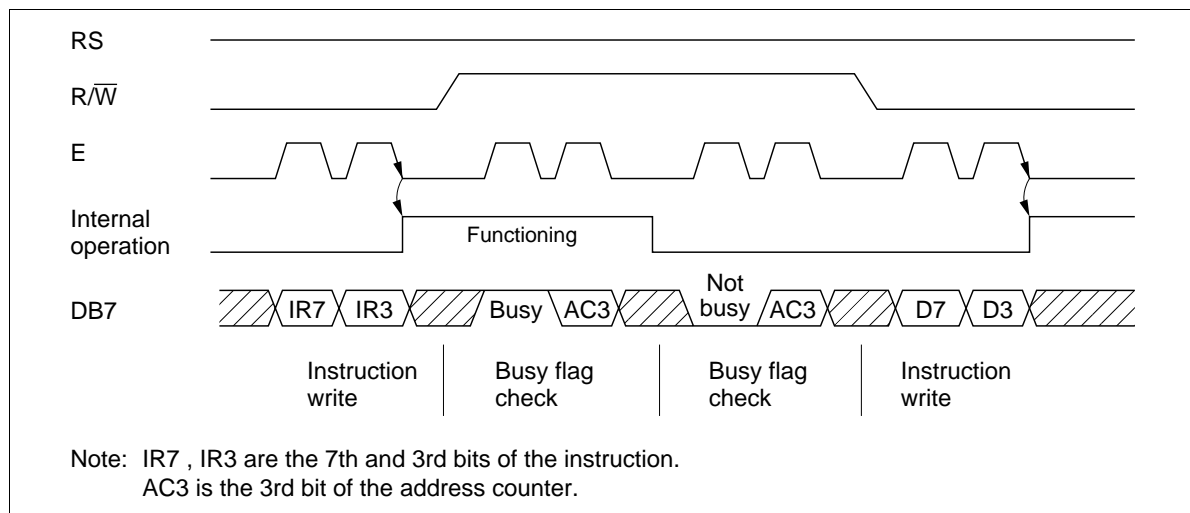 RS
R/W̅
E
Internal
operation
Functioning
DB7
IR7 IR3 Busy AC3 Not busy AC3 D7 D3
Instruction write
Busy flag check
Busy flag check
Instruction write
Note: IR7 , IR3 are the 7th and 3rd bits of the instruction.
AC3 is the 3rd bit of the address counter.